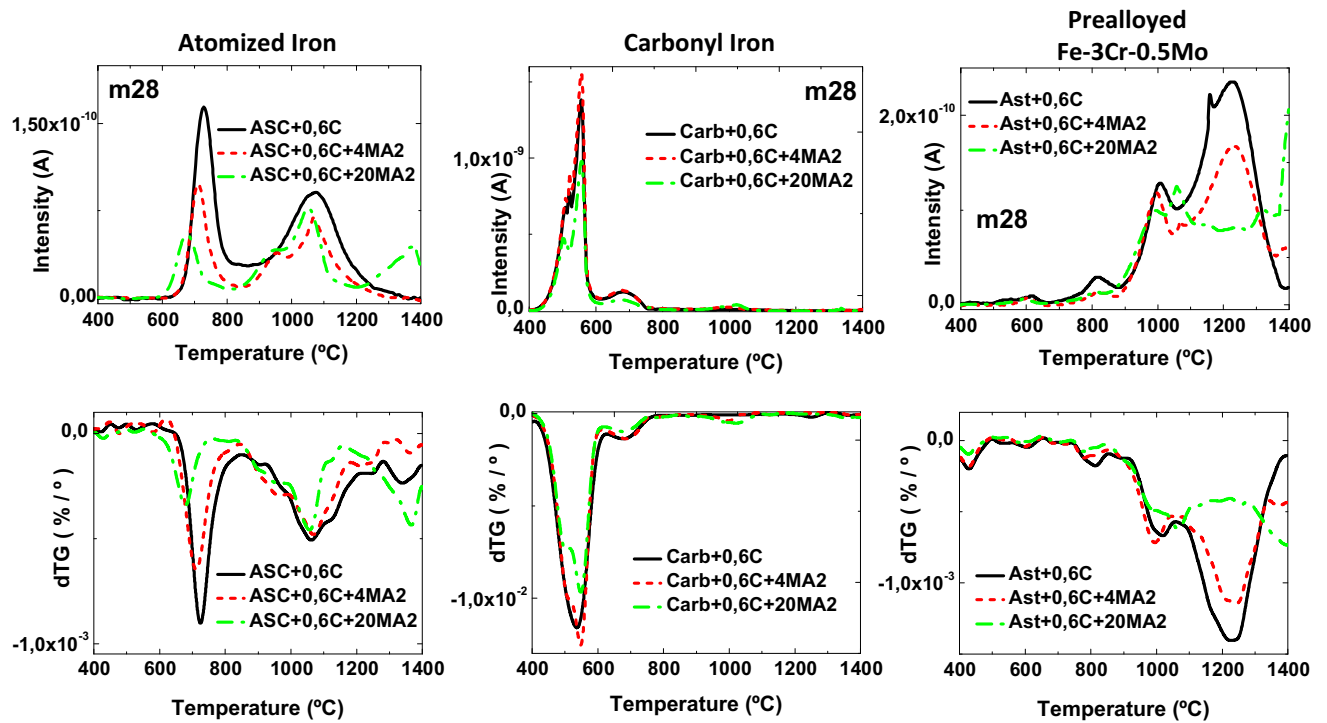 Atomized Iron
Carbonyl Iron
Prealloyed
Fe-3Cr-0.5Mo
m28
ASC+0,6C
ASC+0,6C+4MA2
ASC+0,6C+20MA2
1,50x10⁻¹⁰
0,00
Intensity (A)
400 600 800 1000 1200 1400
Temperature (ºC)
m28
Carb+0,6C
Carb+0,6C+4MA2
Carb+0,6C+20MA2
1,0x10⁻⁹
0,0
Intensity (A)
400 600 800 1000 1200 1400
Temperature (ºC)
Ast+0,6C
Ast+0,6C+4MA2
Ast+0,6C+20MA2
m28
2,0x10⁻¹⁰
0,0
Intensity (A)
400 600 800 1000 1200 1400
Temperature (ºC)
0,0
-1,0x10⁻³
dTG ( % / º )
ASC+0,6C
ASC+0,6C+4MA2
ASC+0,6C+20MA2
400 600 800 1000 1200 1400
Temperature (ºC)
0,0
-1,0x10⁻²
dTG ( % / º )
Carb+0,6C
Carb+0,6C+4MA2
Carb+0,6C+20MA2
400 600 800 1000 1200 1400
Temperature (ºC)
0,0
-1,0x10⁻³
dTG ( % / º )
Ast+0,6C
Ast+0,6C+4MA2
Ast+0,6C+20MA2
400 600 800 1000 1200 1400
Temperature (ºC)